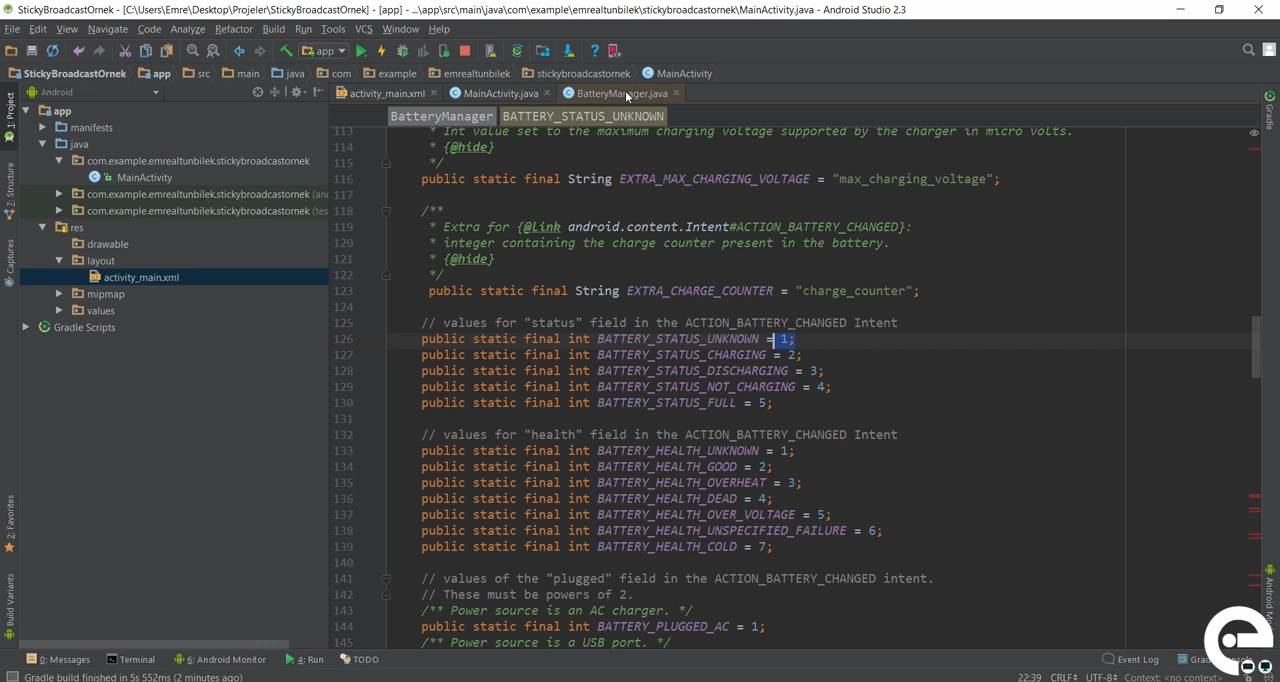 StickyBroadcastOrnek - [C:\Users\Emre\Desktop\Projeler\StickyBroadcastOrnek] - [app] - ...\app\src\main\java\com\example\emrealtunbilek\stickybroadcastornek\MainActivity.java - Android Studio 2.3
File Edit View Navigate Code Analyze Refactor Build Run Tools VCS Window Help
app
StickyBroadcastOrnek app src main java com example emrealtunbilek stickybroadcastornek MainActivity
Android
activity_main.xml MainActivity.java BatteryManager.java
BatteryManager BATTERY_STATUS_UNKNOWN
1: Project
Z: Structure
Captures
2: Favorites
Build Variants
Gradle
app
manifests
java
com.example.emrealtunbilek.stickybroadcastornek
MainActivity
com.example.emrealtunbilek.stickybroadcastornek (an
com.example.emrealtunbilek.stickybroadcastornek (tes
res
drawable
layout
activity_main.xml
mipmap
values
Gradle Scripts
113 * Int value set to the maximum charging voltage supported by the charger in micro volts.
114 * {@hide}
115 */
116 public static final String EXTRA_MAX_CHARGING_VOLTAGE = "max_charging_voltage";
117
118 /**
119 * Extra for {@link android.content.Intent#ACTION_BATTERY_CHANGED}:
120 * integer containing the charge counter present in the battery.
121 * {@hide}
122 */
123 public static final String EXTRA_CHARGE_COUNTER = "charge_counter";
124
125 // values for "status" field in the ACTION_BATTERY_CHANGED Intent
126 public static final int BATTERY_STATUS_UNKNOWN = 1;
127 public static final int BATTERY_STATUS_CHARGING = 2;
128 public static final int BATTERY_STATUS_DISCHARGING = 3;
129 public static final int BATTERY_STATUS_NOT_CHARGING = 4;
130 public static final int BATTERY_STATUS_FULL = 5;
131
132 // values for "health" field in the ACTION_BATTERY_CHANGED Intent
133 public static final int BATTERY_HEALTH_UNKNOWN = 1;
134 public static final int BATTERY_HEALTH_GOOD = 2;
135 public static final int BATTERY_HEALTH_OVERHEAT = 3;
136 public static final int BATTERY_HEALTH_DEAD = 4;
137 public static final int BATTERY_HEALTH_OVER_VOLTAGE = 5;
138 public static final int BATTERY_HEALTH_UNSPECIFIED_FAILURE = 6;
139 public static final int BATTERY_HEALTH_COLD = 7;
140
141 // values of the "plugged" field in the ACTION_BATTERY_CHANGED intent.
142 // These must be powers of 2.
143 /** Power source is an AC charger. */
144 public static final int BATTERY_PLUGGED_AC = 1;
145 /** Power source is a USB port. */
0: Messages Terminal 6: Android Monitor 4: Run TODO Event Log
Gradle build finished in 5s 552ms (2 minutes ago) 22:39 CRLF UTF-8 Context: <no context>